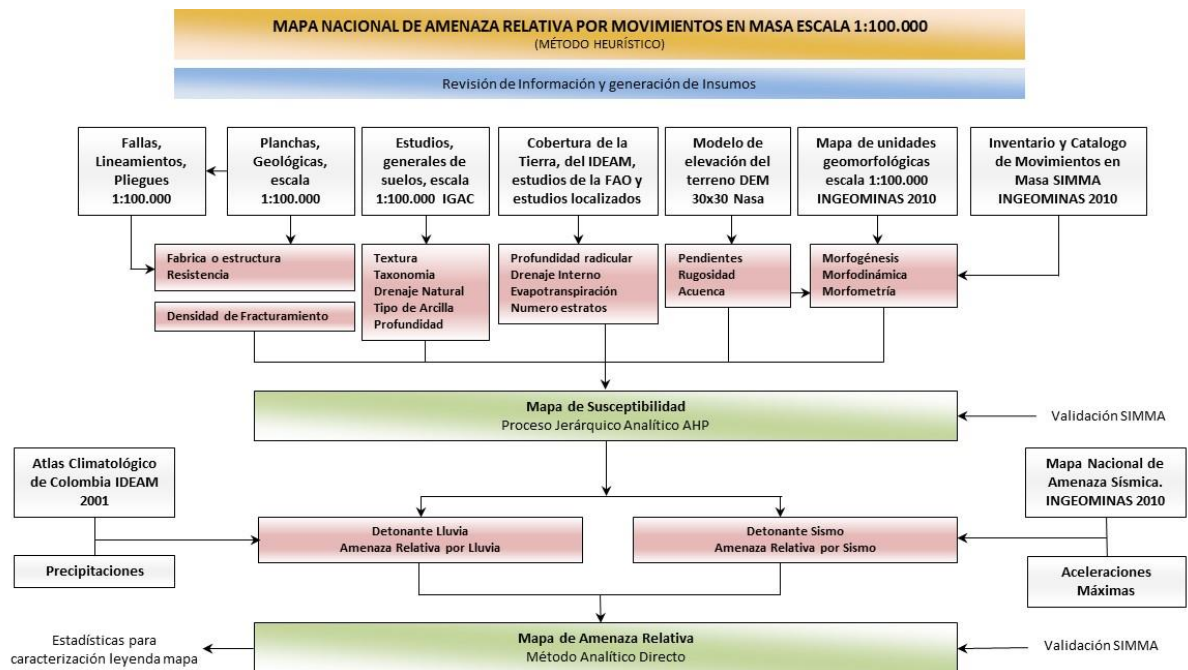 MAPA NACIONAL DE AMENAZA RELATIVA POR MOVIMIENTOS EN MASA ESCALA 1:100.000
(MÉTODO HEURÍSTICO)
Revisión de Información y generación de Insumos
Fallas,
Lineamientos,
Pliegues
1:100.000
Planchas,
Geológicas,
escala
1:100.000
Estudios,
generales de
suelos, escala
1:100.000 IGAC
Cobertura de la
Tierra, del IDEAM,
estudios de la FAO y
estudios localizados
Modelo de
elevación del
terreno DEM
30x30 Nasa
Mapa de unidades
geomorfológicas
escala 1:100.000
INGEOMINAS 2010
Inventario y Catalogo
de Movimientos en
Masa SIMMA
INGEOMINAS 2010
Fabrica o estructura
Resistencia
Densidad de Fracturamiento
Textura
Taxonomia
Drenaje Natural
Tipo de Arcilla
Profundidad
Profundidad radicular
Drenaje Interno
Evapotranspiración
Numero estratos
Pendientes
Rugosidad
Acuenca
Morfogénesis
Morfodinámica
Morfometría
Mapa de Susceptibilidad
Proceso Jerárquico Analítico AHP
Validación SIMMA
Atlas Climatológico
de Colombia IDEAM
2001
Precipitaciones
Detonante Lluvia
Amenaza Relativa por Lluvia
Detonante Sismo
Amenaza Relativa por Sismo
Mapa Nacional de
Amenaza Sísmica.
INGEOMINAS 2010
Aceleraciones
Máximas
Estadísticas para
caracterización leyenda mapa
Mapa de Amenaza Relativa
Método Analítico Directo
Validación SIMMA